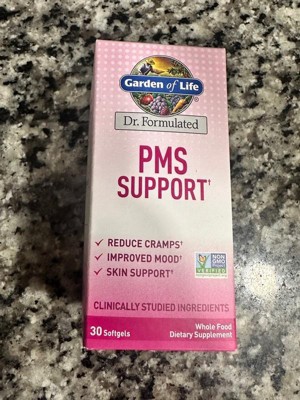 Garden of Life
Dr. Formulated
PMS
SUPPORT†
✓ REDUCE CRAMPS†
✓ IMPROVED MOOD†
✓ SKIN SUPPORT†
NON
GMO
VERIFIED
CLINICALLY STUDIED INGREDIENTS
30 Softgels
Whole Food
Dietary Supplement